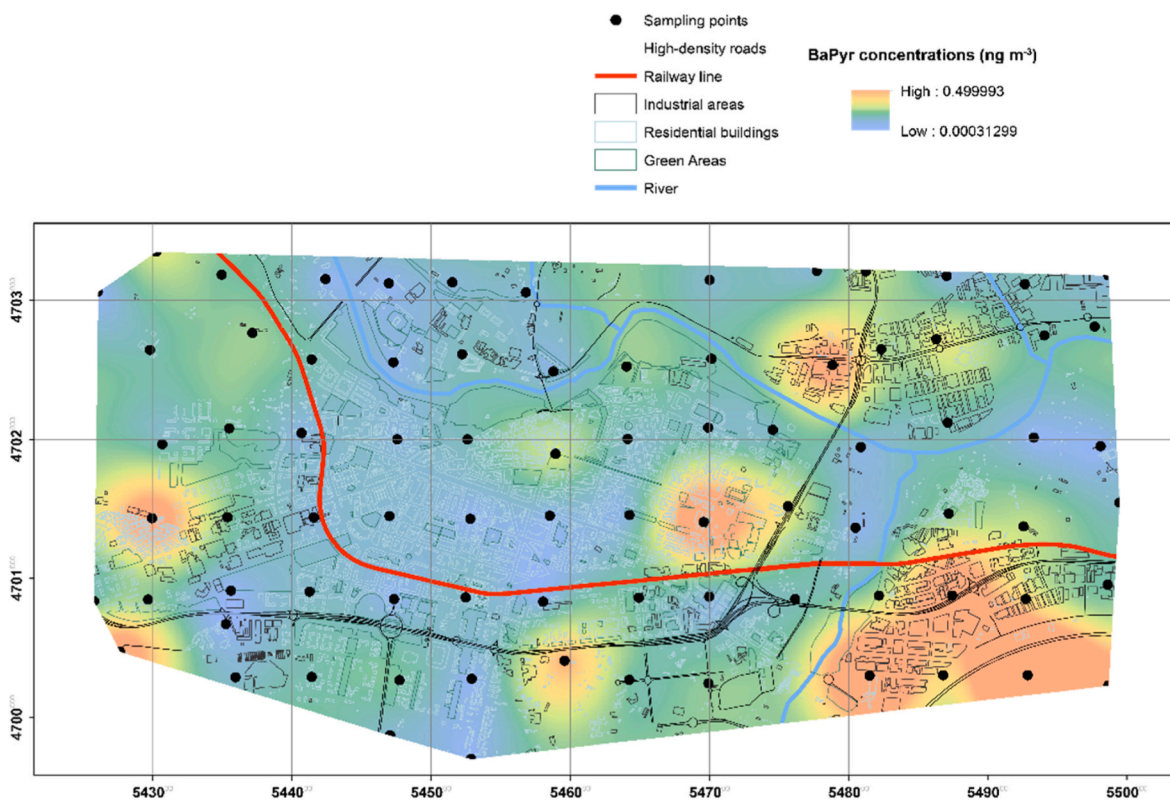 Sampling points
High-density roads
Railway line
Industrial areas
Residential buildings
Green Areas
River
BaPyr concentrations (ng m⁻³)
High : 0.499993
Low : 0.00031299
4703
4702
4701
4700
5430
5440
5450
5460
5470
5480
5490
5500